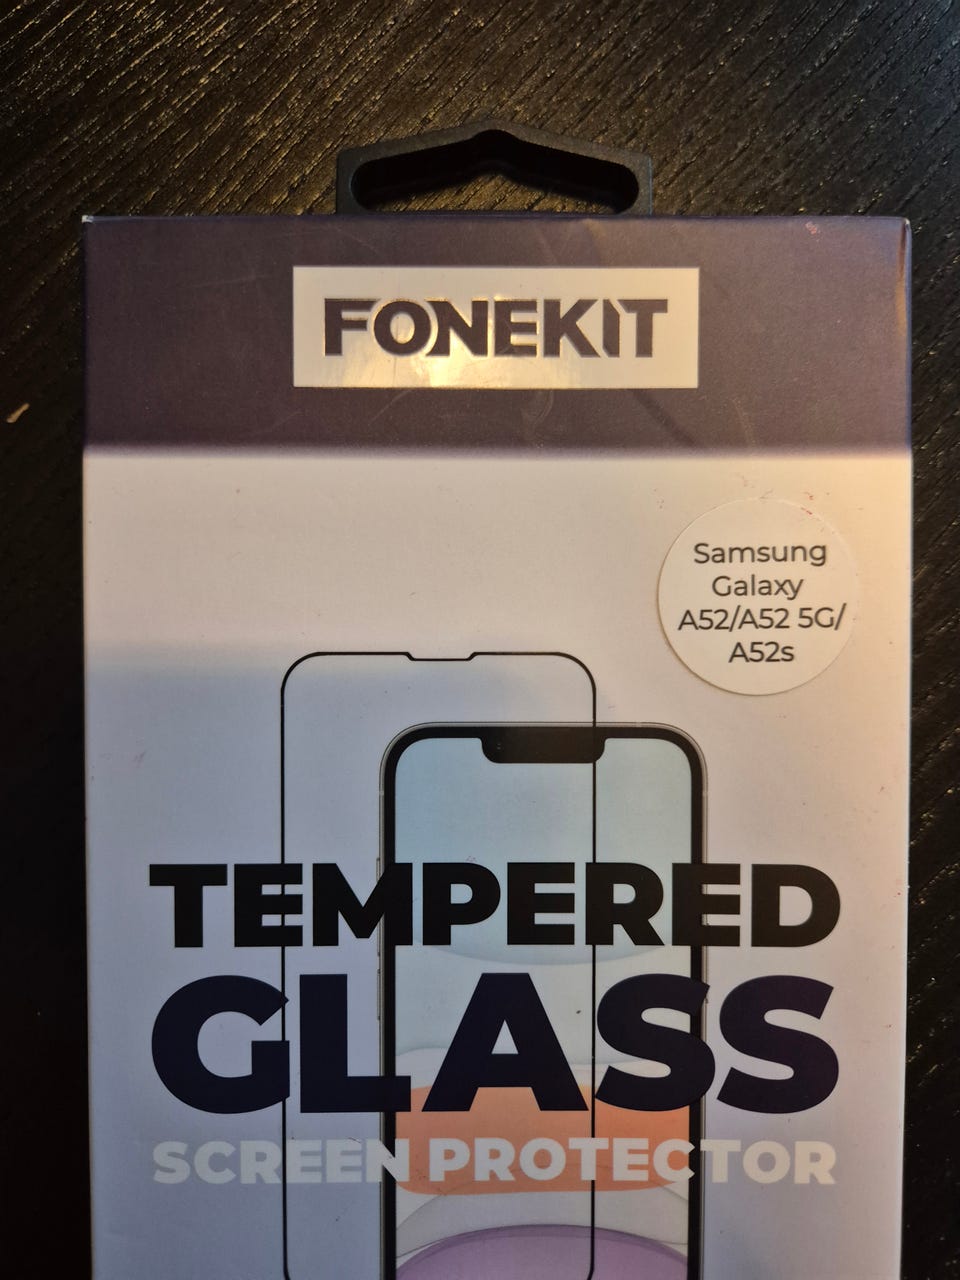 FONEKIT
Samsung
Galaxy
A52/A52 5G/
A52s
TEMPERED
GLASS
SCREEN PROTECTOR